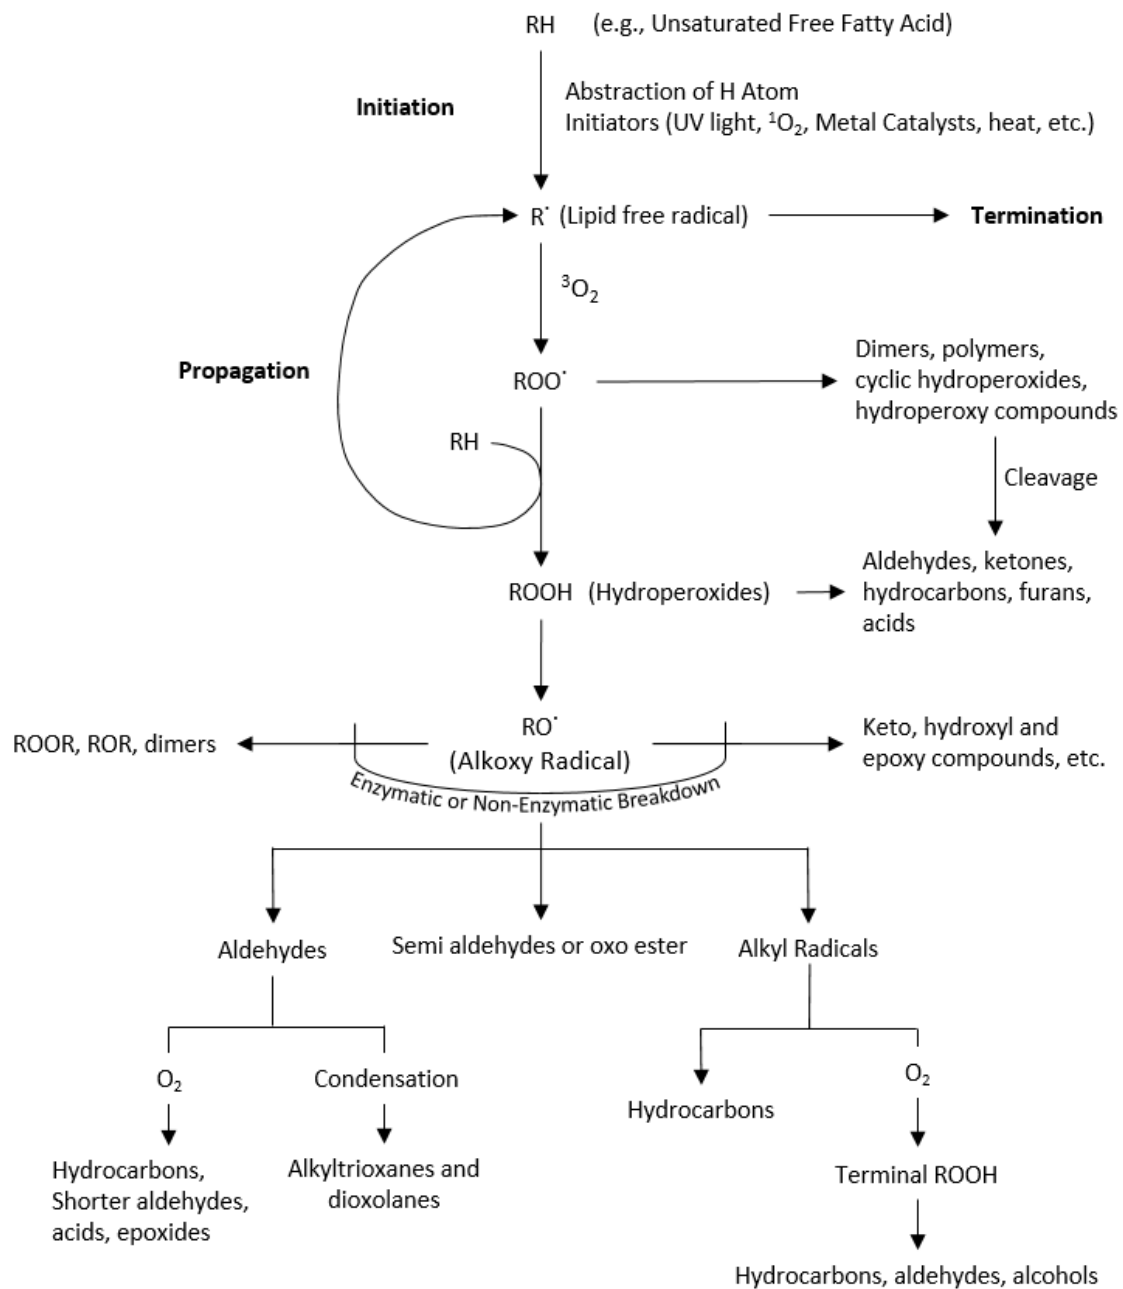 RH (e.g., Unsaturated Free Fatty Acid)
Initiation
Abstraction of H Atom
Initiators (UV light, ¹O₂, Metal Catalysts, heat, etc.)
R˙ (Lipid free radical)
Termination
³O₂
Propagation
ROO˙
Dimers, polymers,
cyclic hydroperoxides,
hydroperoxy compounds
RH
Cleavage
ROOH (Hydroperoxides)
Aldehydes, ketones,
hydrocarbons, furans,
acids
ROOR, ROR, dimers
RO˙
(Alkoxy Radical)
Keto, hydroxyl and
epoxy compounds, etc.
Enzymatic or Non-Enzymatic Breakdown
Aldehydes
Semi aldehydes or oxo ester
Alkyl Radicals
O₂
Condensation
Hydrocarbons
O₂
Hydrocarbons,
Shorter aldehydes,
acids, epoxides
Alkyltrioxanes and
dioxolanes
Terminal ROOH
Hydrocarbons, aldehydes, alcohols